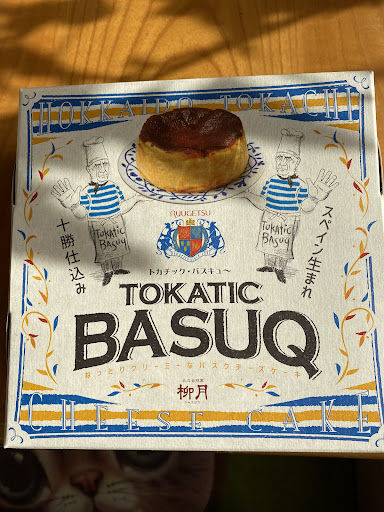 HOKKAIDO TOKACHI
スペイン生まれ
十勝仕込み
TOKATIC BASUQ
TOKATIC BASUQ
RYUGETSU
トカチック・バスキュ〜
TOKATIC
BASUQ
おっとりクリーミーなバスクチーズケーキ
柳月
CHEESE CAKE